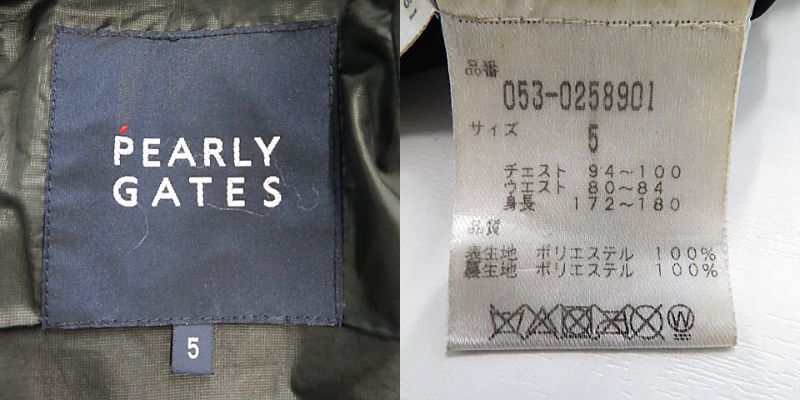 PEARLY
GATES
5
品番
053-0258901
サイズ 5
チェスト 94～100
ウエスト 80～84
身長 172～180
品質
表生地 ポリエステル 100%
裏生地 ポリエステル 100%
W